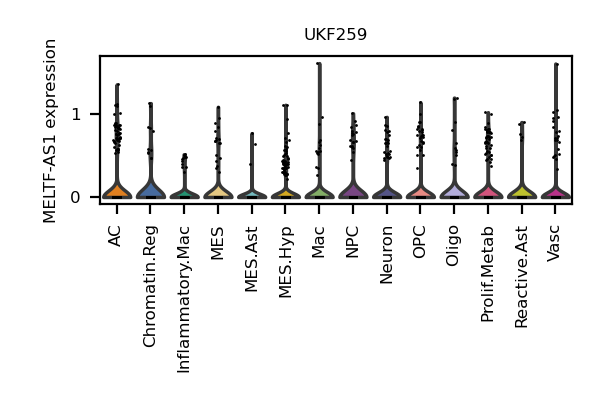 UKF259
MELTF-AS1 expression
1
0
AC
Chromatin.Reg
Inflammatory.Mac
MES
MES.Ast
MES.Hyp
Mac
NPC
Neuron
OPC
Oligo
Prolif.Metab
Reactive.Ast
Vasc